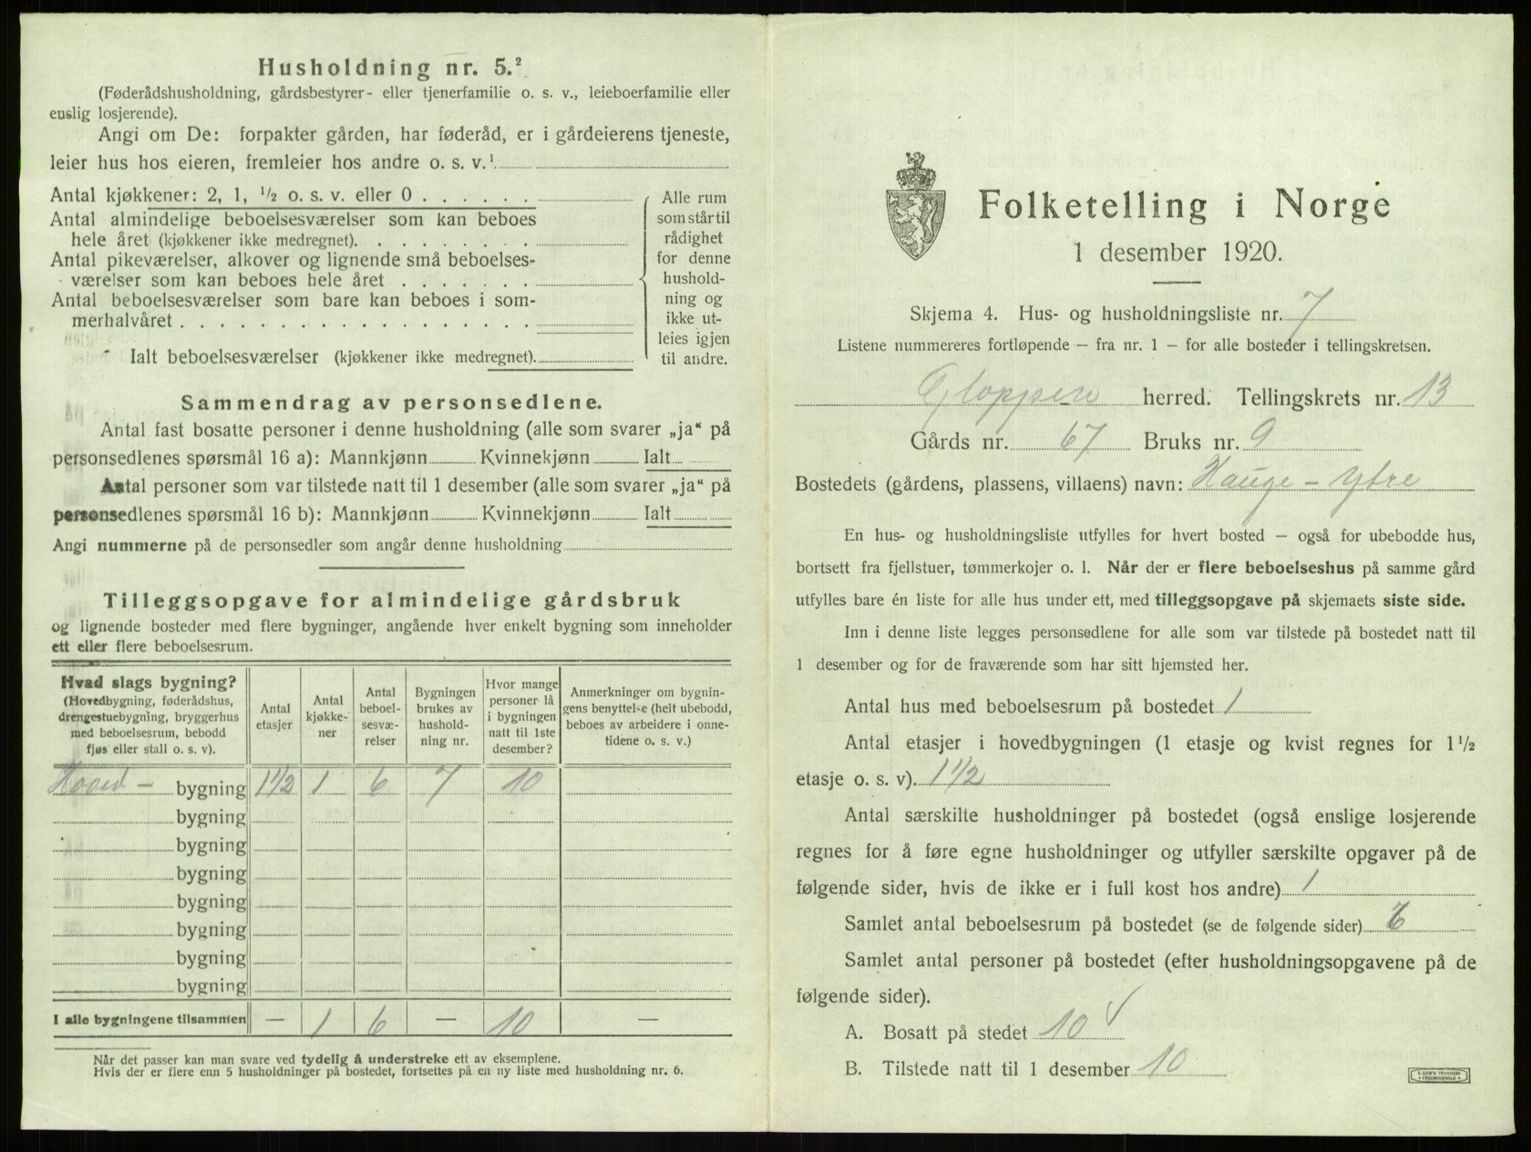 Husholdning nr. 5.²
(Føderådshusholdning, gårdsbestyrer- eller tjenerfamilie o. s. v., leieboerfamilie eller
enslig losjerende).
Angi om De: forpakter gården, har føderåd, er i gårdeierens tjeneste,
leier hus hos eieren, fremleier hos andre o. s. v.¹
Antal kjøkkener: 2, 1, ½ o. s. v. eller 0 . . . . . .
Antal almindelige beboelsesværelser som kan beboes
hele året (kjøkkener ikke medregnet). . . . . . . . .
Antal pikeværelser, alkover og lignende små beboelses-
værelser som kan beboes hele året . . . . . . .
Antal beboelsesværelser som bare kan beboes i som-
merhalvåret . . . . . . . . . . . . . . . . . .
Ialt beboelsesværelser (kjøkkener ikke medregnet).
Alle rum
som står til
rådighet
for denne
hushold-
ning og
ikke ut-
leies igjen
til andre.
Sammendrag av personsedlene.
Antal fast bosatte personer i denne husholdning (alle som svarer „ja“ på
personsedlenes spørsmål 16 a): Mannkjønn Kvinnekjønn Ialt
Antal personer som var tilstede natt til 1 desember (alle som svarer „ja“ på
personsedlenes spørsmål 16 b): Mannkjønn Kvinnekjønn Ialt
Angi nummerne på de personsedler som angår denne husholdning
Tilleggsopgave for almindelige gårdsbruk
og lignende bosteder med flere bygninger, angående hver enkelt bygning som inneholder
ett eller flere beboelsesrum.
Hvad slags bygning?
(Hovedbygning, føderådshus,
drengestuebygning, bryggerhus
med beboelsesrum, bebodd
fjøs eller stall o. s. v.).
Antal
etasjer
Antal
kjøkke-
ner
Antal
beboel-
sesvæ-
relser
Bygningen
brukes av
hushold-
ning nr.
Hvor mange
personer lå
i bygningen
natt til 1ste
desember?
Anmerkninger om bygnin-
gens benyttelse (helt ubebodd,
beboes av arbeidere i onne-
tidene o. s. v.)
Hoved- bygning 1½ 1 6 7 10
bygning
bygning
bygning
bygning
bygning
bygning
bygning
I alle bygningene tilsammen — 1 6 — 10 —
Når det passer kan man svare ved tydelig å understreke ett av eksemplene.
Hvis der er flere enn 5 husholdninger på bostedet, fortsettes på en ny liste med husholdning nr. 6.
Folketelling i Norge
1 desember 1920.
Skjema 4. Hus- og husholdningsliste nr. 7
Listene nummereres fortløpende — fra nr. 1 — for alle bosteder i tellingskretsen.
Gloppen herred. Tellingskrets nr. 13
Gårds nr. 67 Bruks nr. 9
Bostedets (gårdens, plassens, villaens) navn: Hauge - Ytre
En hus- og husholdningsliste utfylles for hvert bosted — også for ubebodde hus,
bortsett fra fjellstuer, tømmerkojer o. l. Når der er flere beboelseshus på samme gård
utfylles bare én liste for alle hus under ett, med tilleggsopgave på skjemaets siste side.
Inn i denne liste legges personsedlene for alle som var tilstede på bostedet natt til
1 desember og for de fraværende som har sitt hjemsted her.
Antal hus med beboelsesrum på bostedet 1
Antal etasjer i hovedbygningen (1 etasje og kvist regnes for 1½
etasje o. s. v). 1½
Antal særskilte husholdninger på bostedet (også enslige losjerende
regnes for å føre egne husholdninger og utfyller særskilte opgaver på de
følgende sider, hvis de ikke er i full kost hos andre) 1
Samlet antal beboelsesrum på bostedet (se de følgende sider)
Samlet antal personer på bostedet (efter husholdningsopgavene på de
følgende sider).
A. Bosatt på stedet 10 ✓
B. Tilstede natt til 1 desember 10